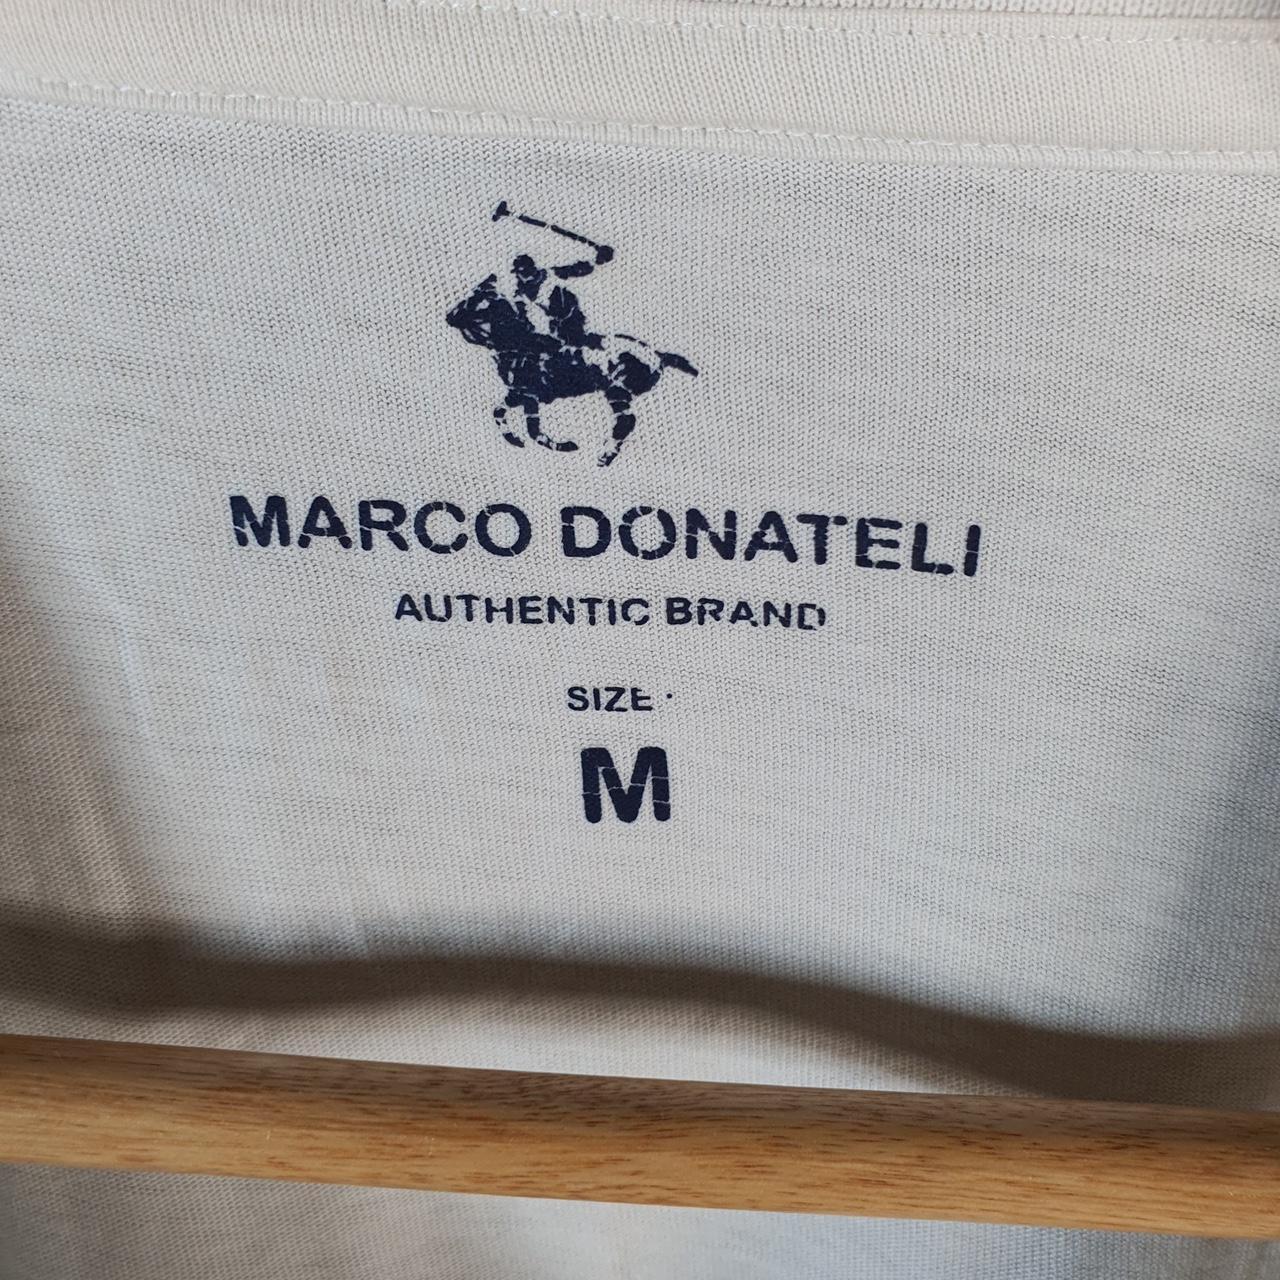 MARCO DONATELI
AUTHENTIC BRAND
SIZE ·
M